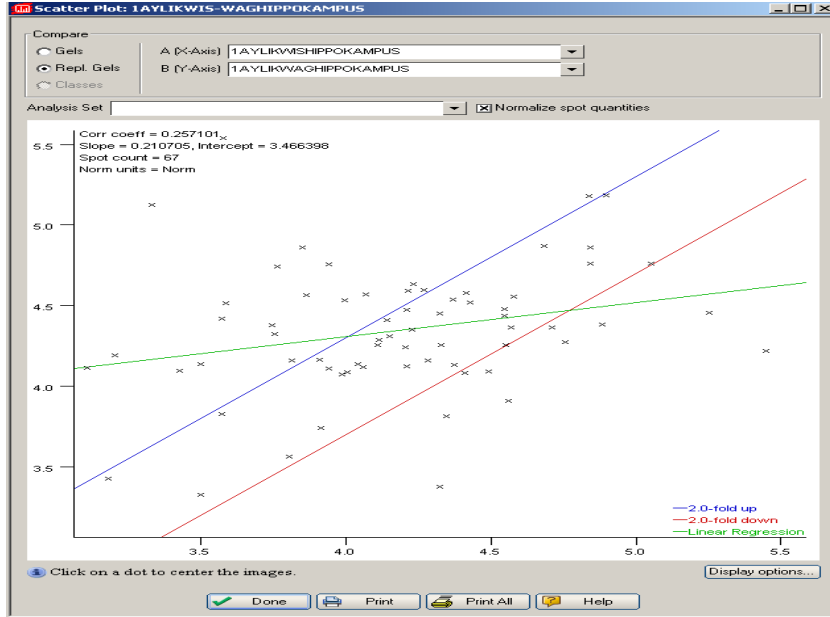 Scatter Plot: 1AYLIKWIS-WAGHIPPOKAMPUS
Compare
Gels
Repl. Gels
Classes
A (X-Axis) 1AYLIKWISHIPPOKAMPUS
B (Y-Axis) 1AYLIKWAGHIPPOKAMPUS
Analysis Set
Normalize spot quantities
Corr coeff = 0.257101
Slope = 0.210705, Intercept = 3.466398
Spot count = 67
Norm units = Norm
5.5
5.0
4.5
4.0
3.5
2.0-fold up
2.0-fold down
Linear Regression
3.5 4.0 4.5 5.0 5.5
Click on a dot to center the images.
Display options...
Done Print Print All Help